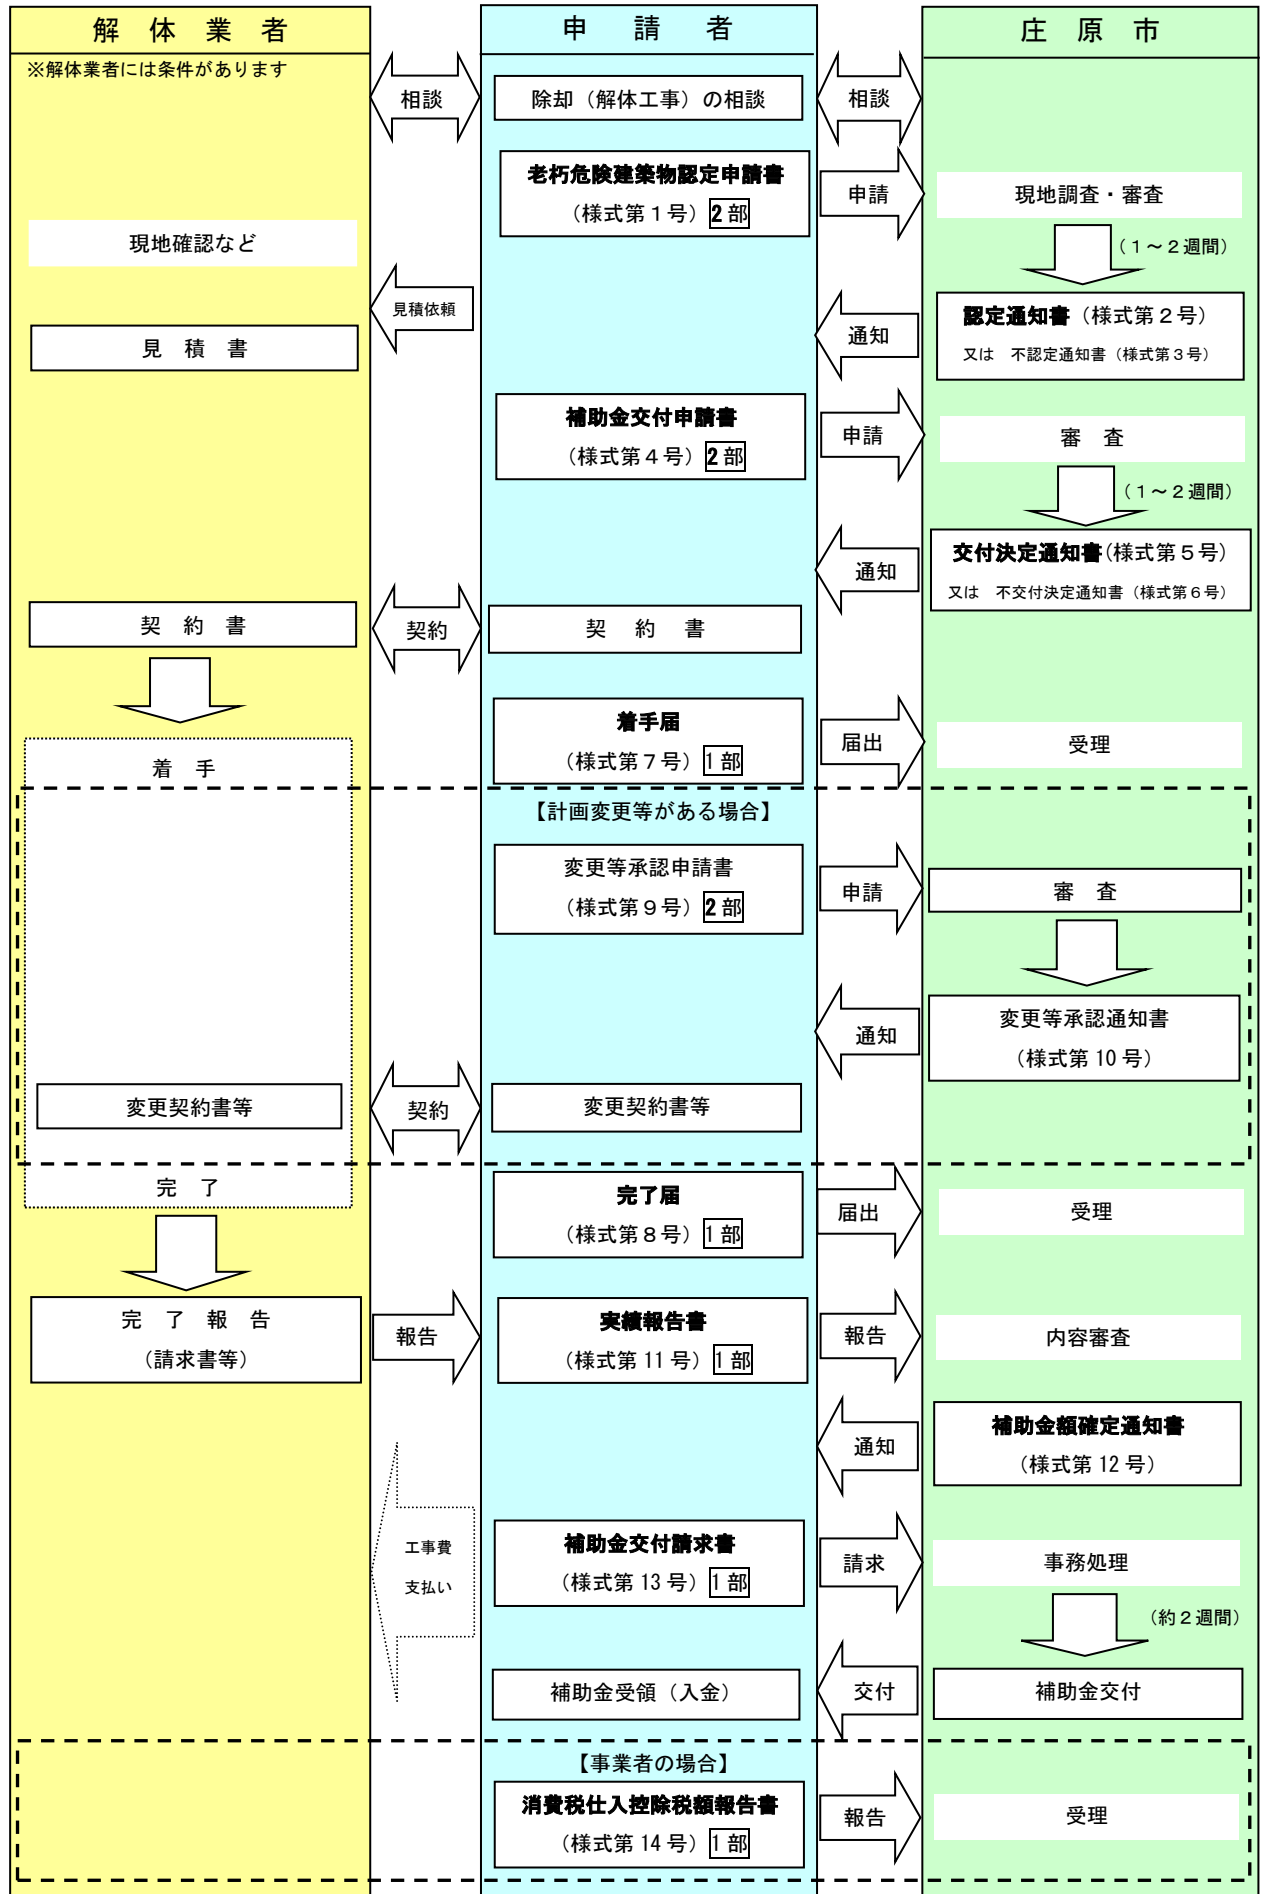 解体業者
申請者
庄原市
※解体業者には条件があります
相談
除却（解体工事）の相談
相談
老朽危険建築物認定申請書
（様式第１号）2部
申請
現地調査・審査
（１～２週間）
現地確認など
見積依頼
見積書
通知
認定通知書（様式第２号）
又は　不認定通知書（様式第３号）
補助金交付申請書
（様式第４号）2部
申請
審査
（１～２週間）
通知
交付決定通知書(様式第５号)
又は　不交付決定通知書（様式第６号）
契約書
契約
契約書
着手届
（様式第７号）1部
届出
受理
着手
【計画変更等がある場合】
変更等承認申請書
（様式第９号）2部
申請
審査
通知
変更等承認通知書
（様式第10号）
変更契約書等
契約
変更契約書等
完了
完了届
（様式第８号）1部
届出
受理
完了報告
（請求書等）
報告
実績報告書
（様式第11号）1部
報告
内容審査
通知
補助金額確定通知書
（様式第12号）
工事費
支払い
補助金交付請求書
（様式第13号）1部
請求
事務処理
（約２週間）
補助金受領（入金）
交付
補助金交付
【事業者の場合】
消費税仕入控除税額報告書
（様式第14号）1部
報告
受理